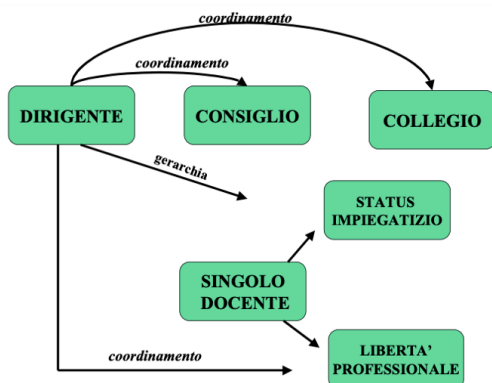 coordinamento
coordinamento
DIRIGENTE
CONSIGLIO
COLLEGIO
gerarchia
STATUS
IMPIEGATIZIO
SINGOLO
DOCENTE
coordinamento
LIBERTA’
PROFESSIONALE